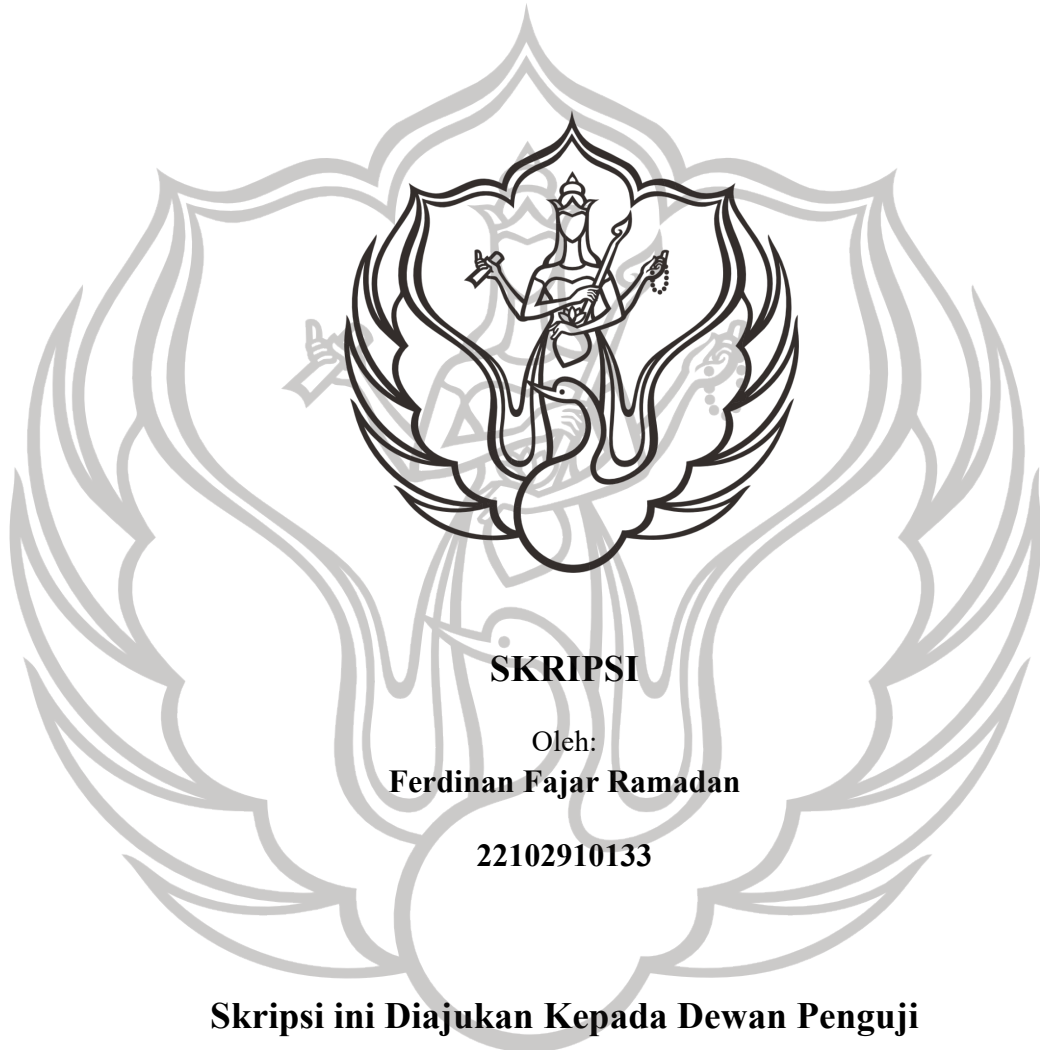 SKRIPSI
Oleh:
Ferdinan Fajar Ramadan
22102910133
Skripsi ini Diajukan Kepada Dewan Penguji